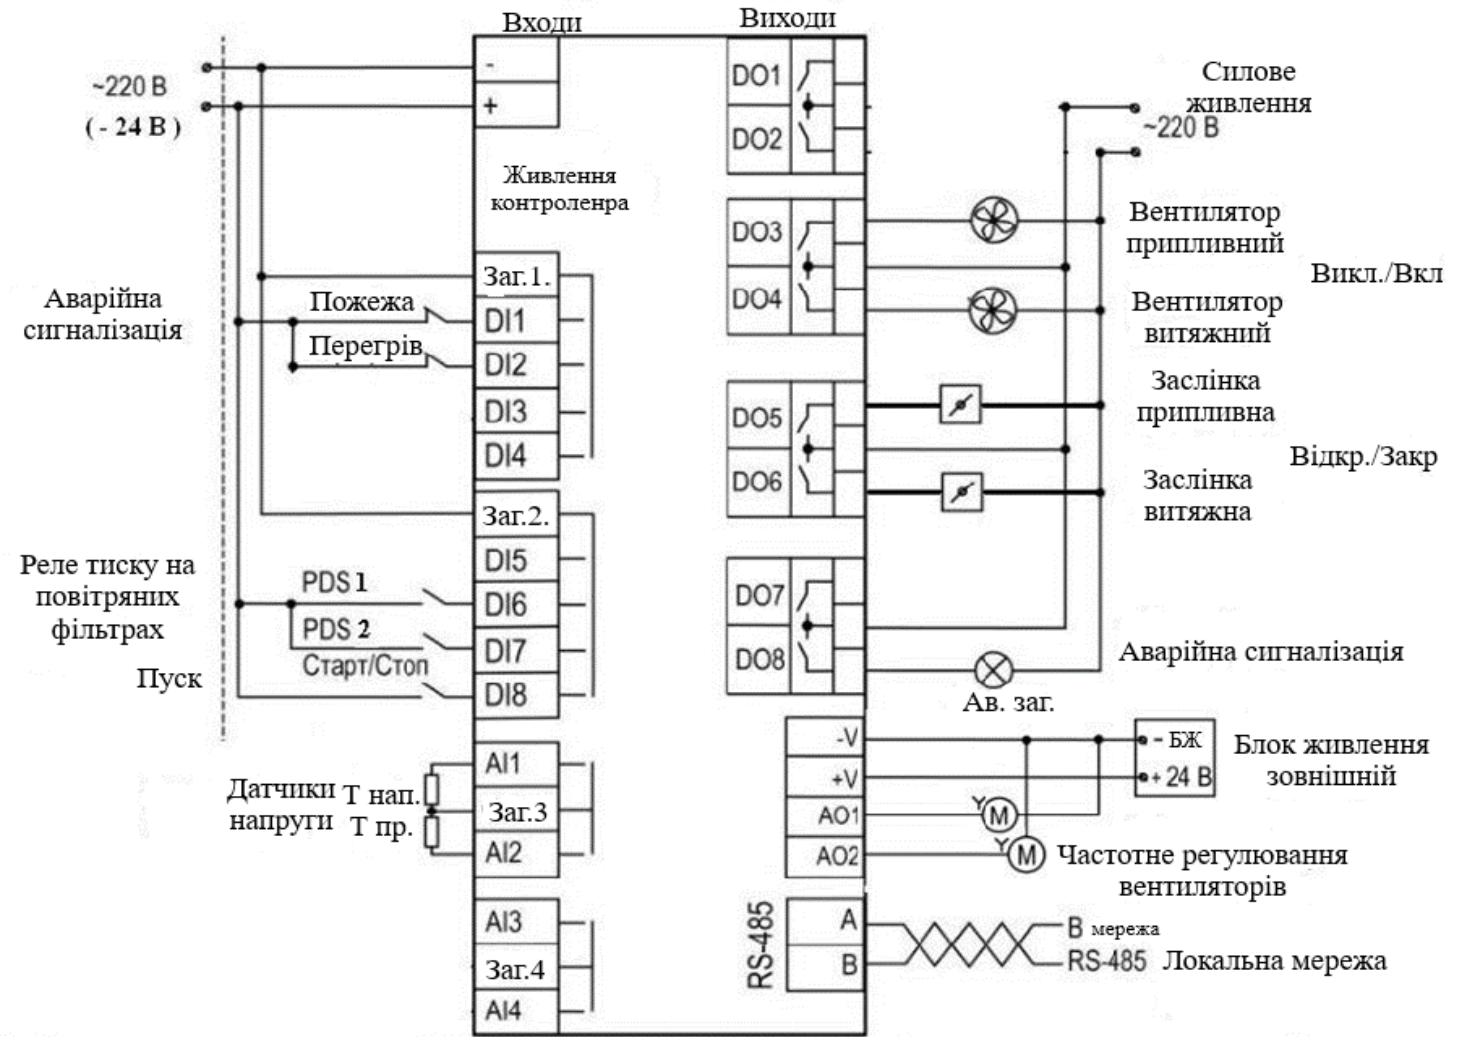 Входи
Виходи
~220 В
( - 24 В )
-
+
Живлення
контроленра
Аварійна
сигналізація
Пожежа
Перегрів
Заг.1.
DI1
DI2
DI3
DI4
Реле тиску на
повітряних
фільтрах
PDS 1
PDS 2
Старт/Стоп
Пуск
Заг.2.
DI5
DI6
DI7
DI8
Датчики
напруги
Т нап.
Т пр.
AI1
Заг.3
AI2
AI3
Заг.4
AI4
DO1
DO2
DO3
DO4
DO5
DO6
DO7
DO8
-V
+V
AO1
AO2
RS-485
A
B
Силове
живлення
~220 В
Вентилятор
припливний
Викл./Вкл
Вентилятор
витяжний
Заслінка
припливна
Відкр./Закр
Заслінка
витяжна
Аварійна сигналізація
Ав. заг.
- БЖ
+ 24 В
Блок живлення
зовнішній
Y
M
Y
M
Частотне регулювання
вентиляторів
В мережа
RS-485 Локальна мережа